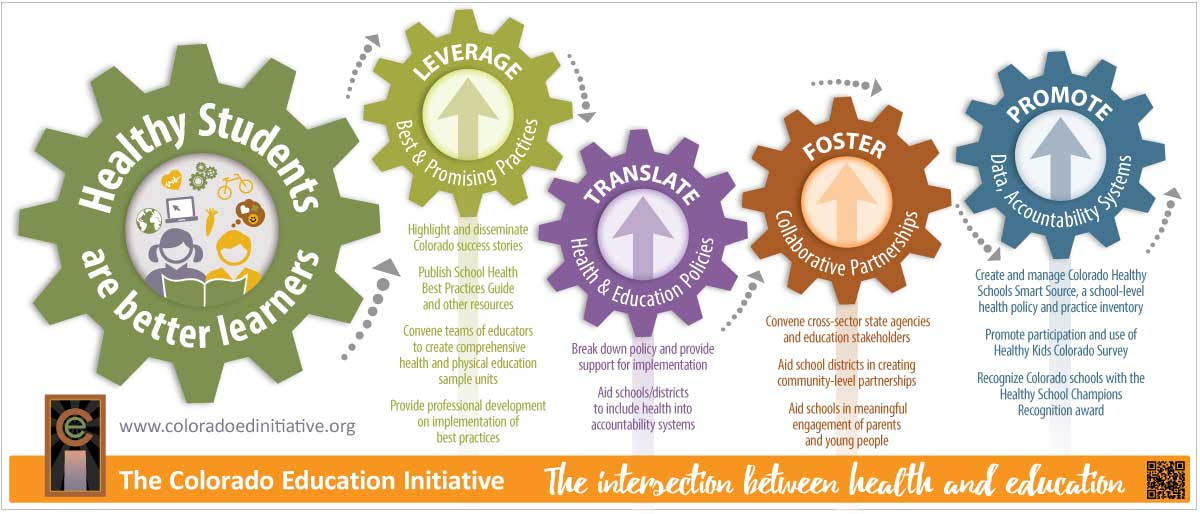 Healthy Students
are better learners
LEVERAGE
Best & Promising Practices
Highlight and disseminate
Colorado success stories
Publish School Health
Best Practices Guide
and other resources
Convene teams of educators
to create comprehensive
health and physical education
sample units
Provide professional development
on implementation of
best practices
TRANSLATE
Health & Education Policies
Break down policy and provide
support for implementation
Aid schools/districts
to include health into
accountability systems
FOSTER
Collaborative Partnerships
Convene cross-sector state agencies
and education stakeholders
Aid school districts in creating
community-level partnerships
Aid schools in meaningful
engagement of parents
and young people
PROMOTE
Data, Accountability Systems
Create and manage Colorado Healthy
Schools Smart Source, a school-level
health policy and practice inventory
Promote participation and use of
Healthy Kids Colorado Survey
Recognize Colorado schools with the
Healthy School Champions
Recognition award
cei
www.coloradoedinitiative.org
The Colorado Education Initiative
The intersection between health and education